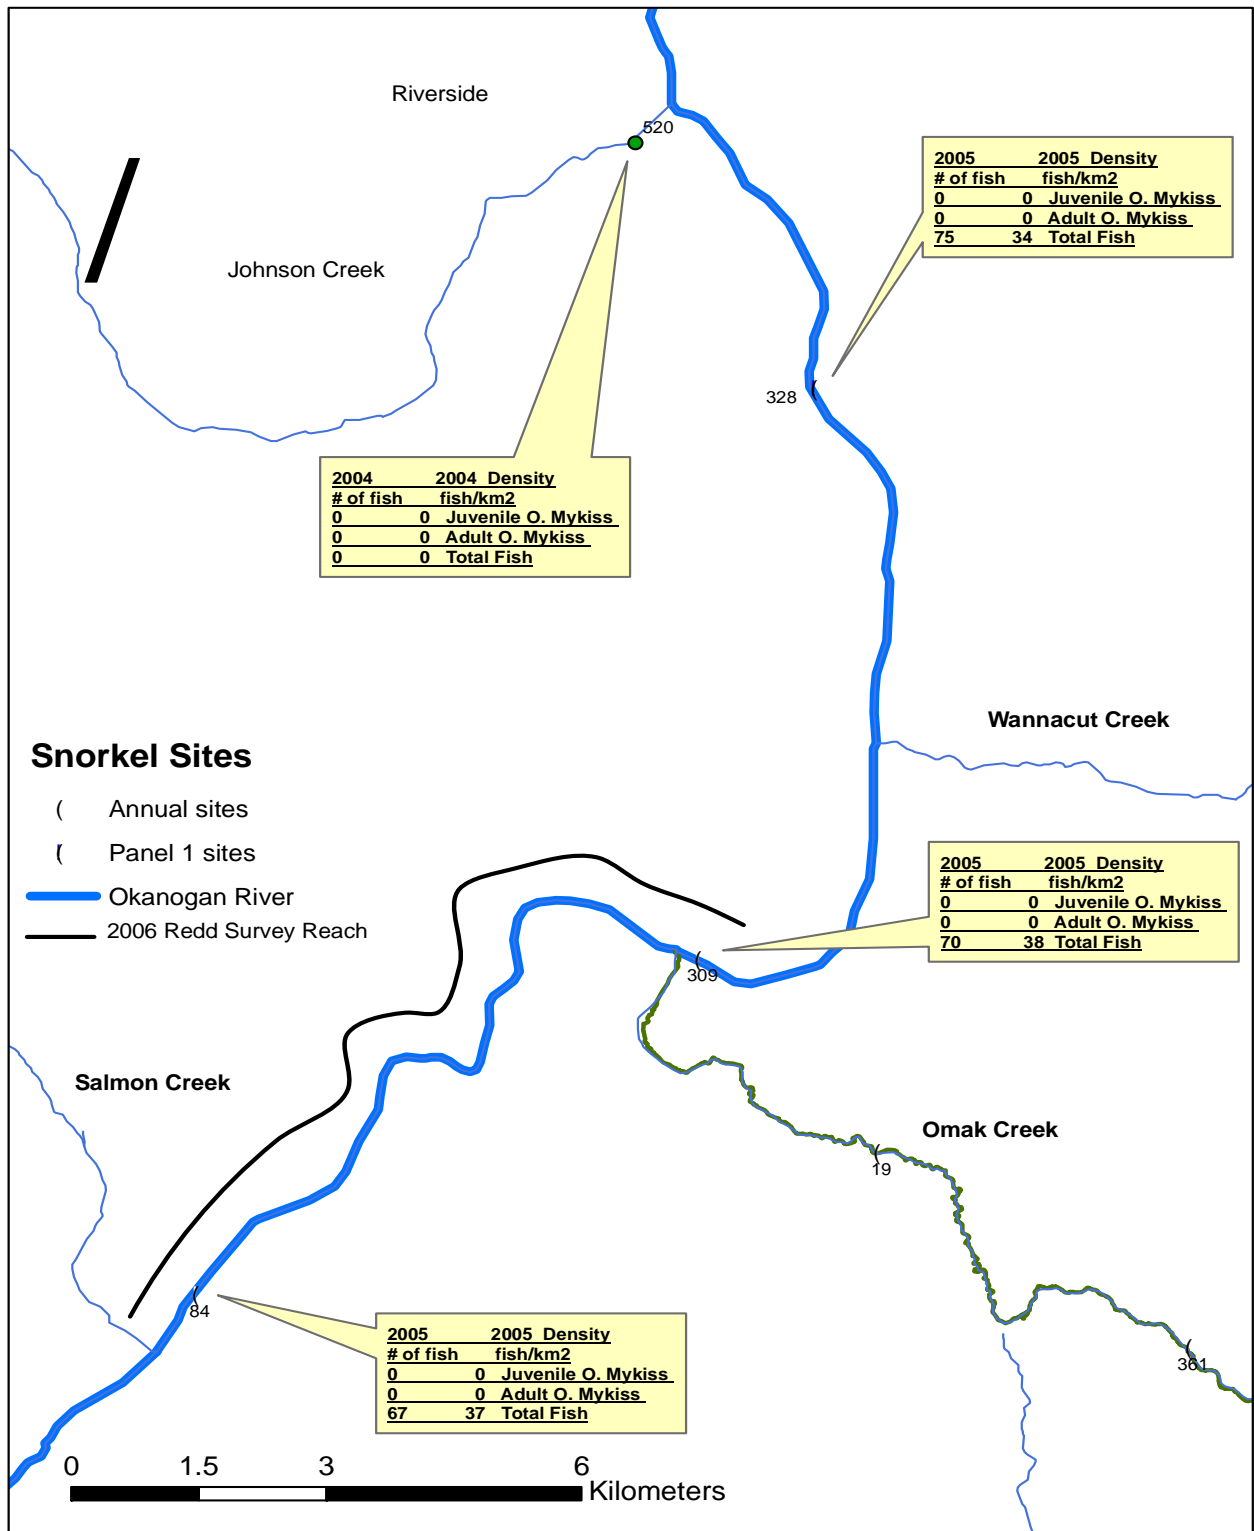 Riverside
520
2005 2005 Density
# of fish fish/km2
0 0 Juvenile O. Mykiss
0 0 Adult O. Mykiss
75 34 Total Fish
Johnson Creek
328
2004 2004 Density
# of fish fish/km2
0 0 Juvenile O. Mykiss
0 0 Adult O. Mykiss
0 0 Total Fish
Wannacut Creek
Snorkel Sites
( Annual sites
( Panel 1 sites
Okanogan River
2006 Redd Survey Reach
2005 2005 Density
# of fish fish/km2
0 0 Juvenile O. Mykiss
0 0 Adult O. Mykiss
70 38 Total Fish
309
Salmon Creek
Omak Creek
19
84
361
2005 2005 Density
# of fish fish/km2
0 0 Juvenile O. Mykiss
0 0 Adult O. Mykiss
67 37 Total Fish
0 1.5 3 6
Kilometers